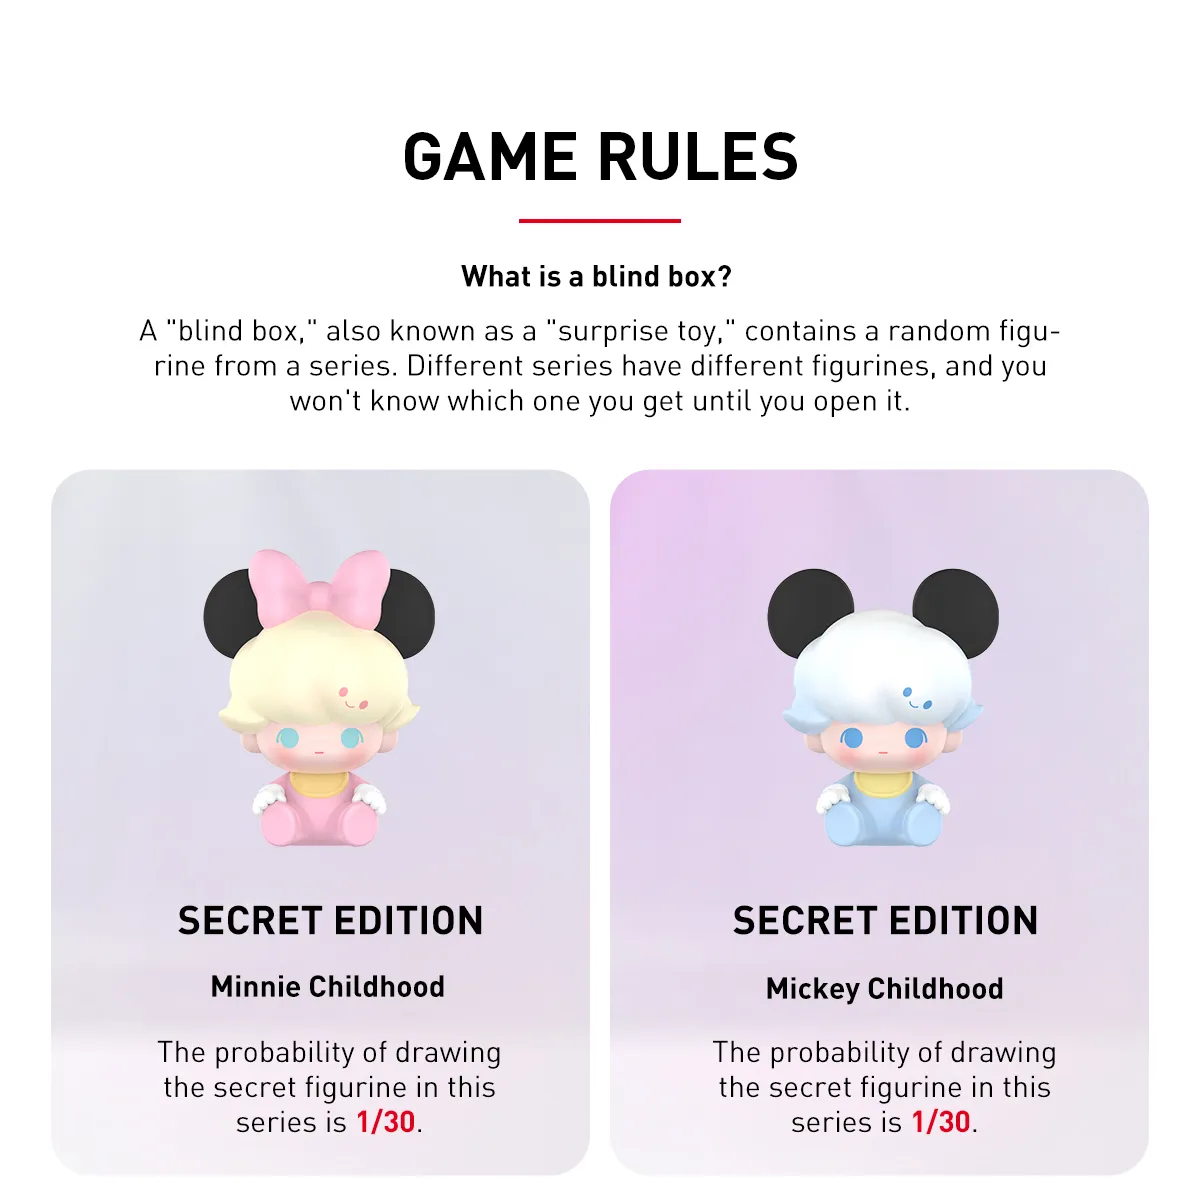 GAME RULES
What is a blind box?
A "blind box," also known as a "surprise toy," contains a random figu-
rine from a series. Different series have different figurines, and you
won't know which one you get until you open it.
SECRET EDITION
Minnie Childhood
The probability of drawing
the secret figurine in this
series is 1/30.
SECRET EDITION
Mickey Childhood
The probability of drawing
the secret figurine in this
series is 1/30.